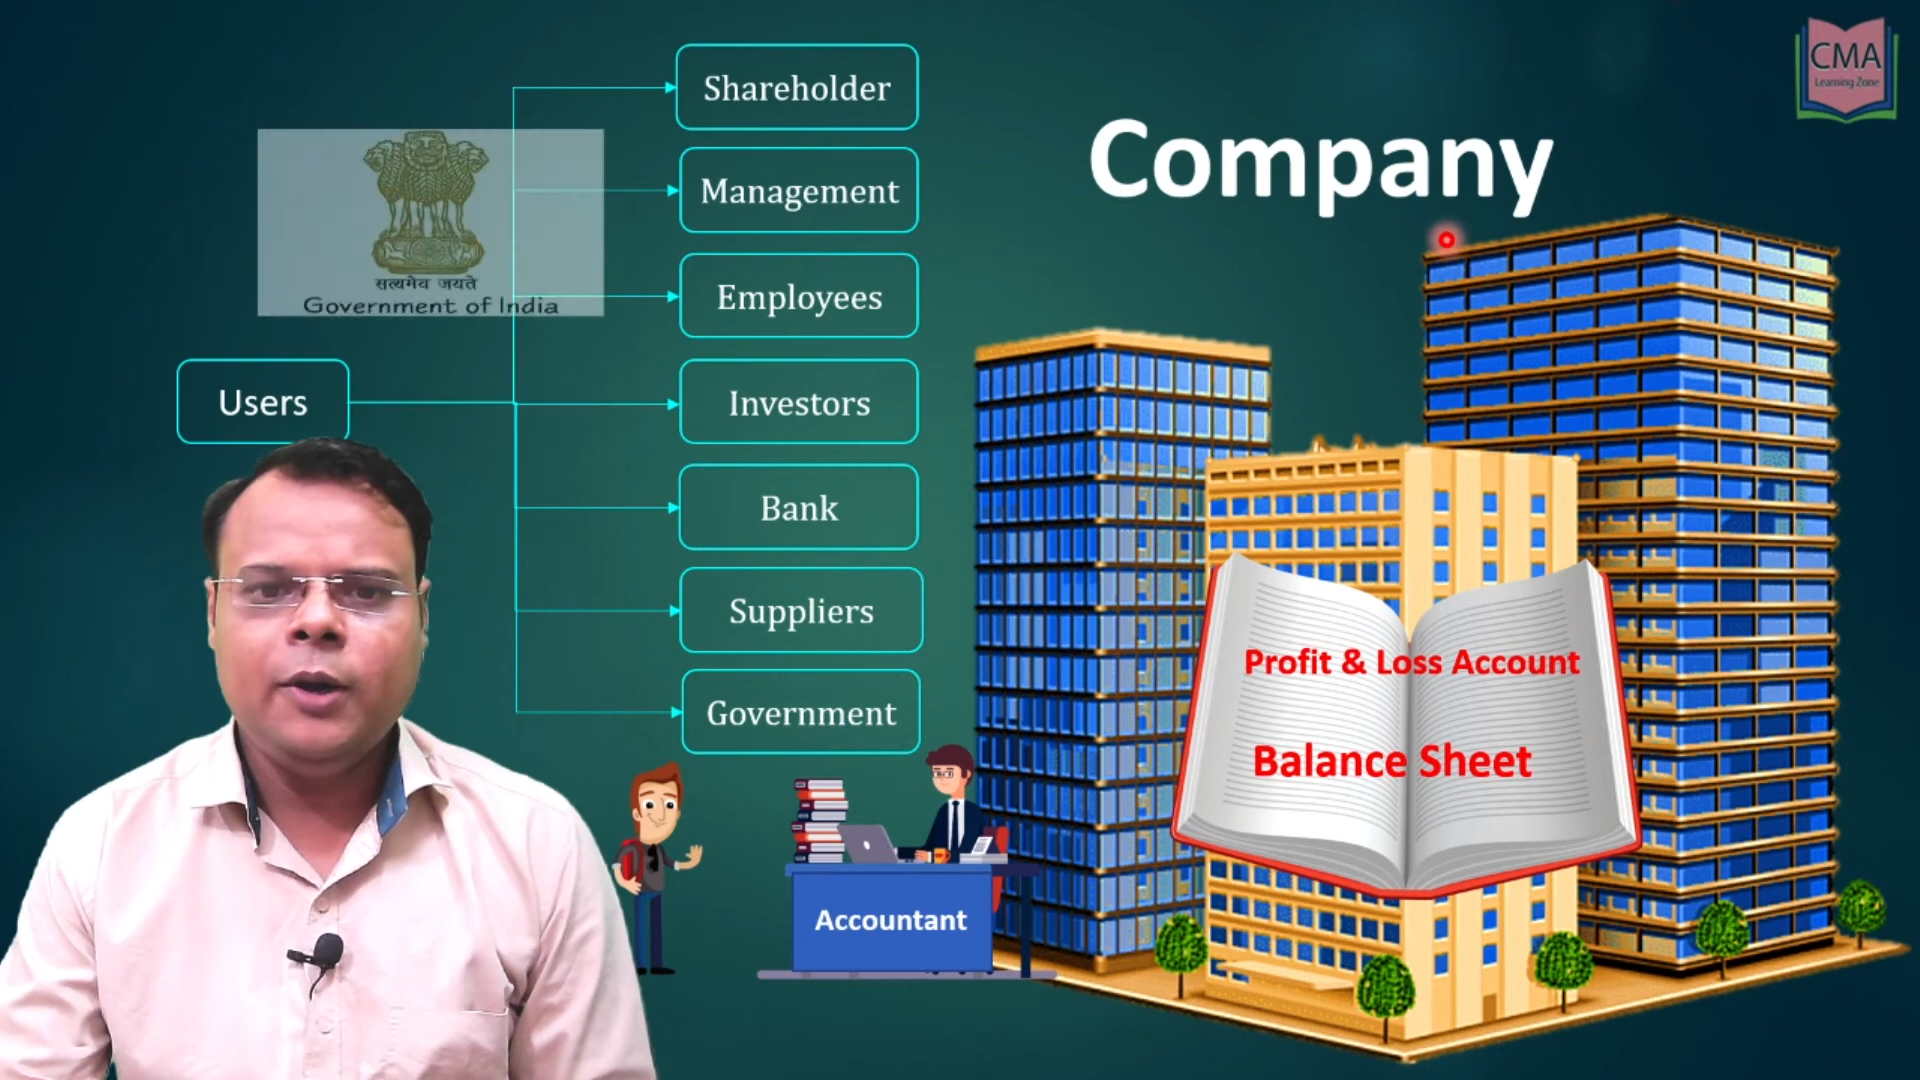 CMA
Learning Zone
Company
सत्यमेव जयते
Government of India
Users
Shareholder
Management
Employees
Investors
Bank
Suppliers
Government
Accountant
Profit & Loss Account
Balance Sheet